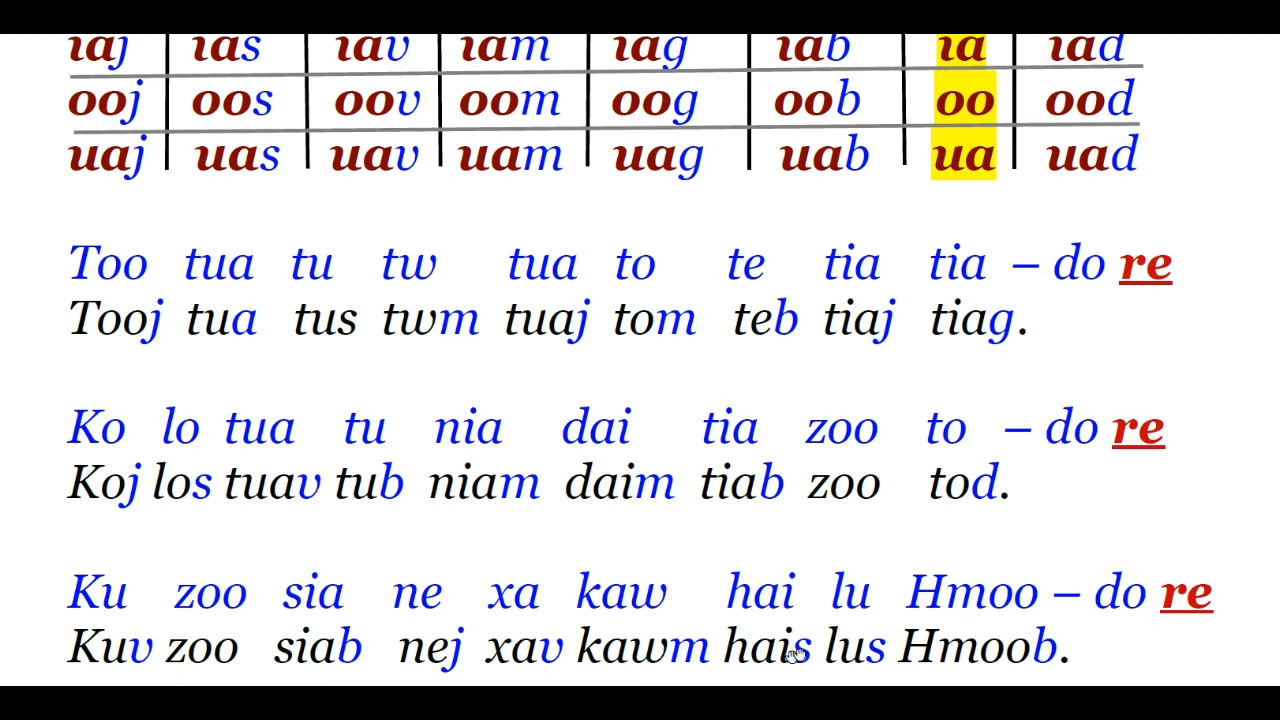 iaj ias iav iam iag iab ia iad
ooj oos oov oom oog oob oo ood
uaj uas uav uam uag uab ua uad
Too tua tu tw tua to te tia tia – do re
Tooj tua tus twm tuaj tom teb tiaj tiag.
Ko lo tua tu nia dai tia zoo to – do re
Koj los tuav tub niam daim tiab zoo tod.
Ku zoo sia ne xa kaw hai lu Hmoo – do re
Kuv zoo siab nej xav kawm hais lus Hmoob.